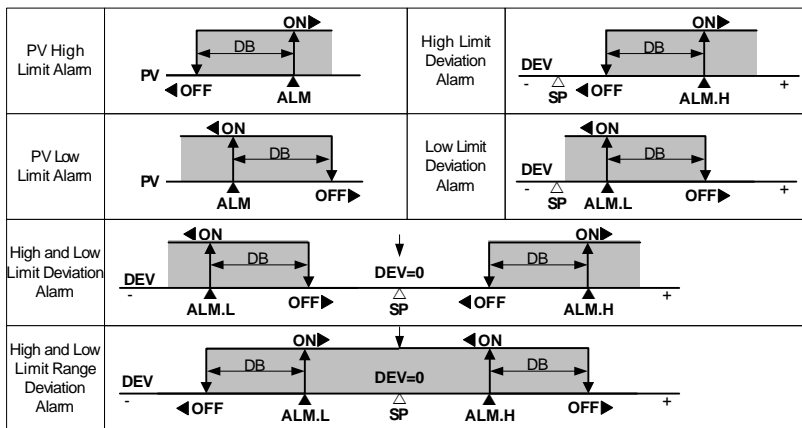 PV High
Limit Alarm
ON▶
DB
PV
◀OFF
ALM
High Limit
Deviation
Alarm
ON▶
DB
DEV
-
SP
◀OFF
ALM.H
+
PV Low
Limit Alarm
◀ON
DB
PV
ALM
OFF▶
Low Limit
Deviation
Alarm
◀ON
DB
DEV
-
SP
ALM.L
OFF▶
+
High and Low
Limit Deviation
Alarm
◀ON
DB
DEV
-
ALM.L
OFF▶
DEV=0
SP
ON▶
DB
◀OFF
ALM.H
+
High and Low
Limit Range
Deviation
Alarm
ON▶
DB
DEV
-
◀OFF
ALM.L
DEV=0
SP
◀ON
DB
ALM.H
OFF▶
+